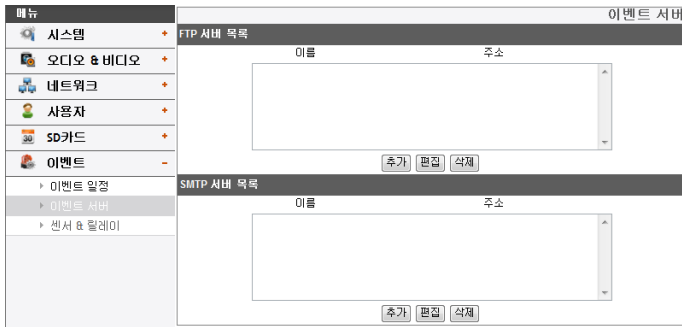 메뉴
시스템 +
오디오 & 비디오 +
네트워크 +
사용자 +
30 SD카드 +
이벤트 -
이벤트 일정
이벤트 서버
센서 & 릴레이
이벤트 서버
FTP 서버 목록
이름 주소
추가 편집 삭제
SMTP 서버 목록
이름 주소
추가 편집 삭제